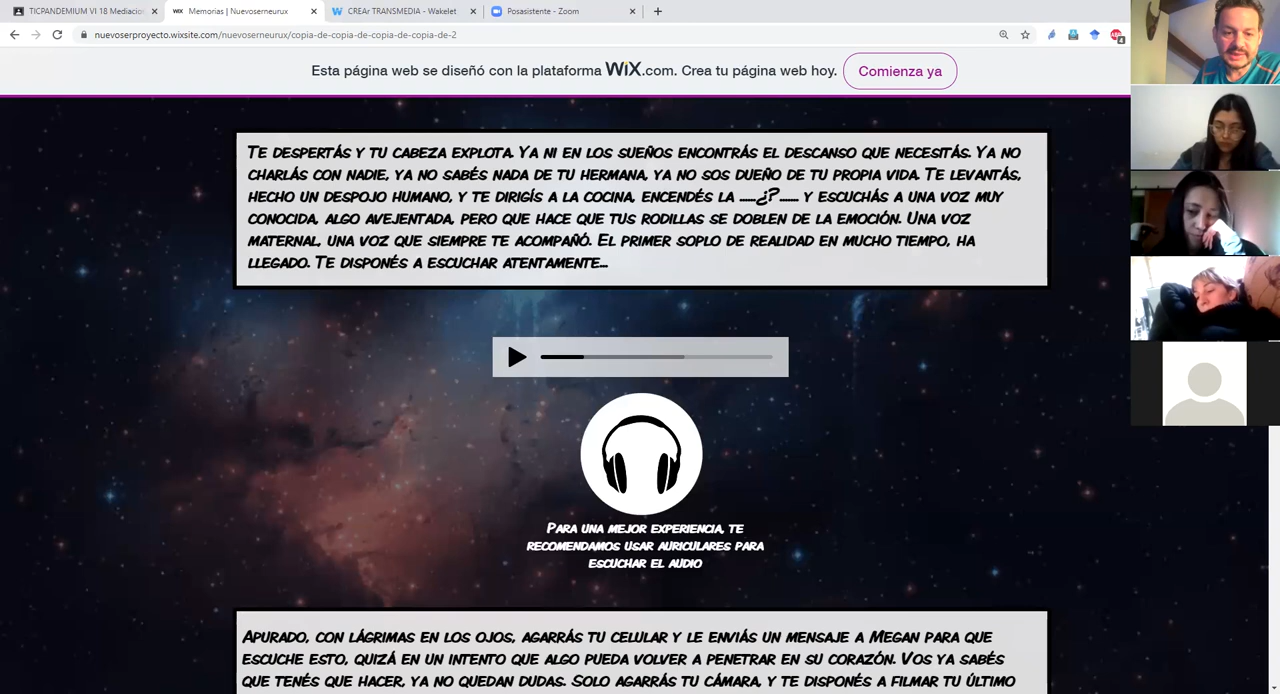 TICPANDEMIUM VI 18 Mediacio
WIX Memorias | Nuevoserneurux
CREAr TRANSMEDIA - Wakelet
Posasistente - Zoom
nuevoserproyecto.wixsite.com/nuevoserneurux/copia-de-copia-de-copia-de-copia-de-2
Esta página web se diseñó con la plataforma WiX.com. Crea tu página web hoy.
Comienza ya
TE DESPERTÁS Y TU CABEZA EXPLOTA. YA NI EN LOS SUEÑOS ENCONTRÁS EL DESCANSO QUE NECESITÁS. YA NO
CHARLÁS CON NADIE, YA NO SABÉS NADA DE TU HERMANA, YA NO SOS DUEÑO DE TU PROPIA VIDA. TE LEVANTÁS,
HECHO UN DESPOJO HUMANO, Y TE DIRIGÍS A LA COCINA, ENCENDÉS LA ......¿?....... Y ESCUCHÁS A UNA VOZ MUY
CONOCIDA, ALGO AVEJENTADA, PERO QUE HACE QUE TUS RODILLAS SE DOBLEN DE LA EMOCIÓN. UNA VOZ
MATERNAL, UNA VOZ QUE SIEMPRE TE ACOMPAÑÓ. EL PRIMER SOPLO DE REALIDAD EN MUCHO TIEMPO, HA
LLEGADO. TE DISPONÉS A ESCUCHAR ATENTAMENTE...
PARA UNA MEJOR EXPERIENCIA, TE
RECOMENDAMOS USAR AURICULARES PARA
ESCUCHAR EL AUDIO
APURADO, CON LÁGRIMAS EN LOS OJOS, AGARRÁS TU CELULAR Y LE ENVIÁS UN MENSAJE A MEGAN PARA QUE
ESCUCHE ESTO, QUIZÁ EN UN INTENTO QUE ALGO PUEDA VOLVER A PENETRAR EN SU CORAZÓN. VOS YA SABÉS
QUE TENÉS QUE HACER, YA NO QUEDAN DUDAS. SOLO AGARRÁS TU CÁMARA, Y TE DISPONÉS A FILMAR TU ÚLTIMO